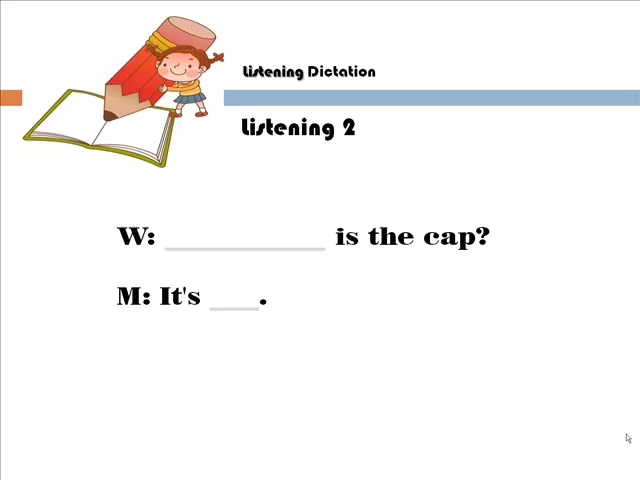 Listening Dictation
Listening 2
W: ____________ is the cap?
M: It's ____.